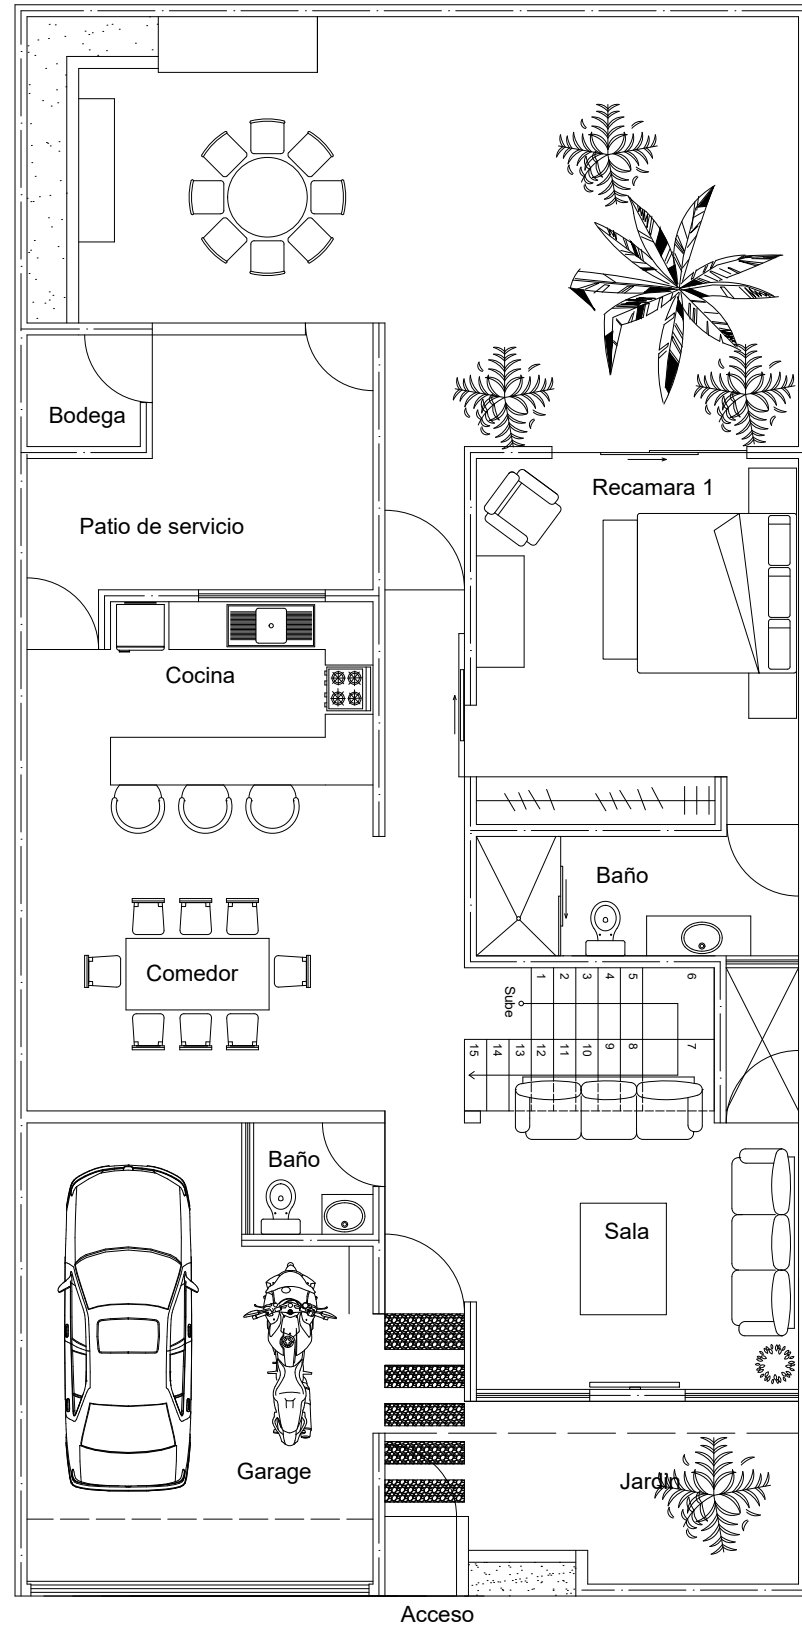 Bodega
Recamara 1
Patio de servicio
Cocina
Baño
Comedor
Sube
1 2 3 4 5 6
15 14 13 12 11 10 9 8 7
Baño
Sala
Garage
Jardin
Acceso